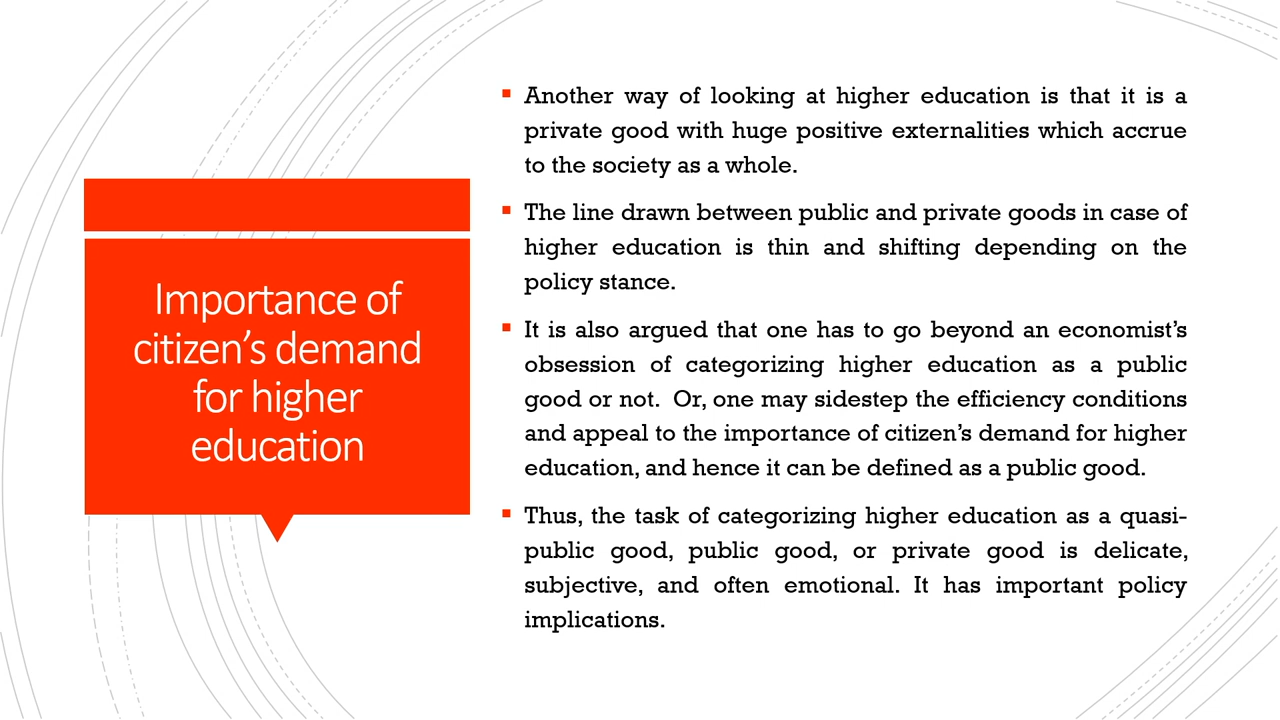 Importance of
citizen’s demand
for higher
education
Another way of looking at higher education is that it is a
private good with huge positive externalities which accrue
to the society as a whole.
The line drawn between public and private goods in case of
higher education is thin and shifting depending on the
policy stance.
It is also argued that one has to go beyond an economist’s
obsession of categorizing higher education as a public
good or not. Or, one may sidestep the efficiency conditions
and appeal to the importance of citizen’s demand for higher
education, and hence it can be defined as a public good.
Thus, the task of categorizing higher education as a quasi-
public good, public good, or private good is delicate,
subjective, and often emotional. It has important policy
implications.